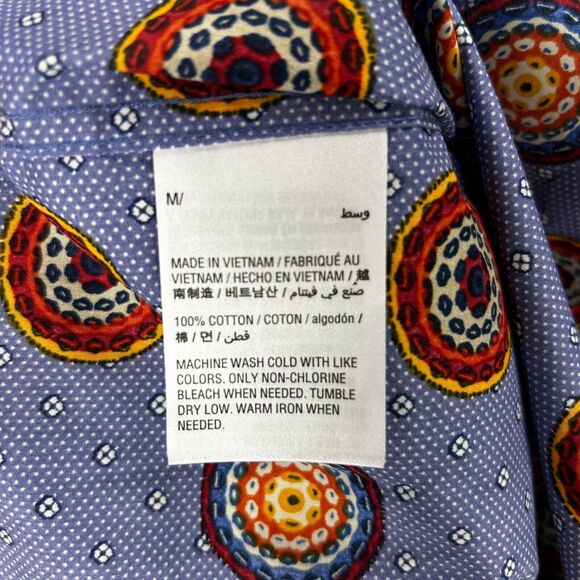 M/
وسط
MADE IN VIETNAM / FABRIQUÉ AU
VIETNAM / HECHO EN VIETNAM / 越
南制造 / 베트남산 / صُنع في فيتنام
100% COTTON / COTON / algodón /
棉 / 면 / قطن
MACHINE WASH COLD WITH LIKE
COLORS. ONLY NON-CHLORINE
BLEACH WHEN NEEDED. TUMBLE
DRY LOW. WARM IRON WHEN
NEEDED.